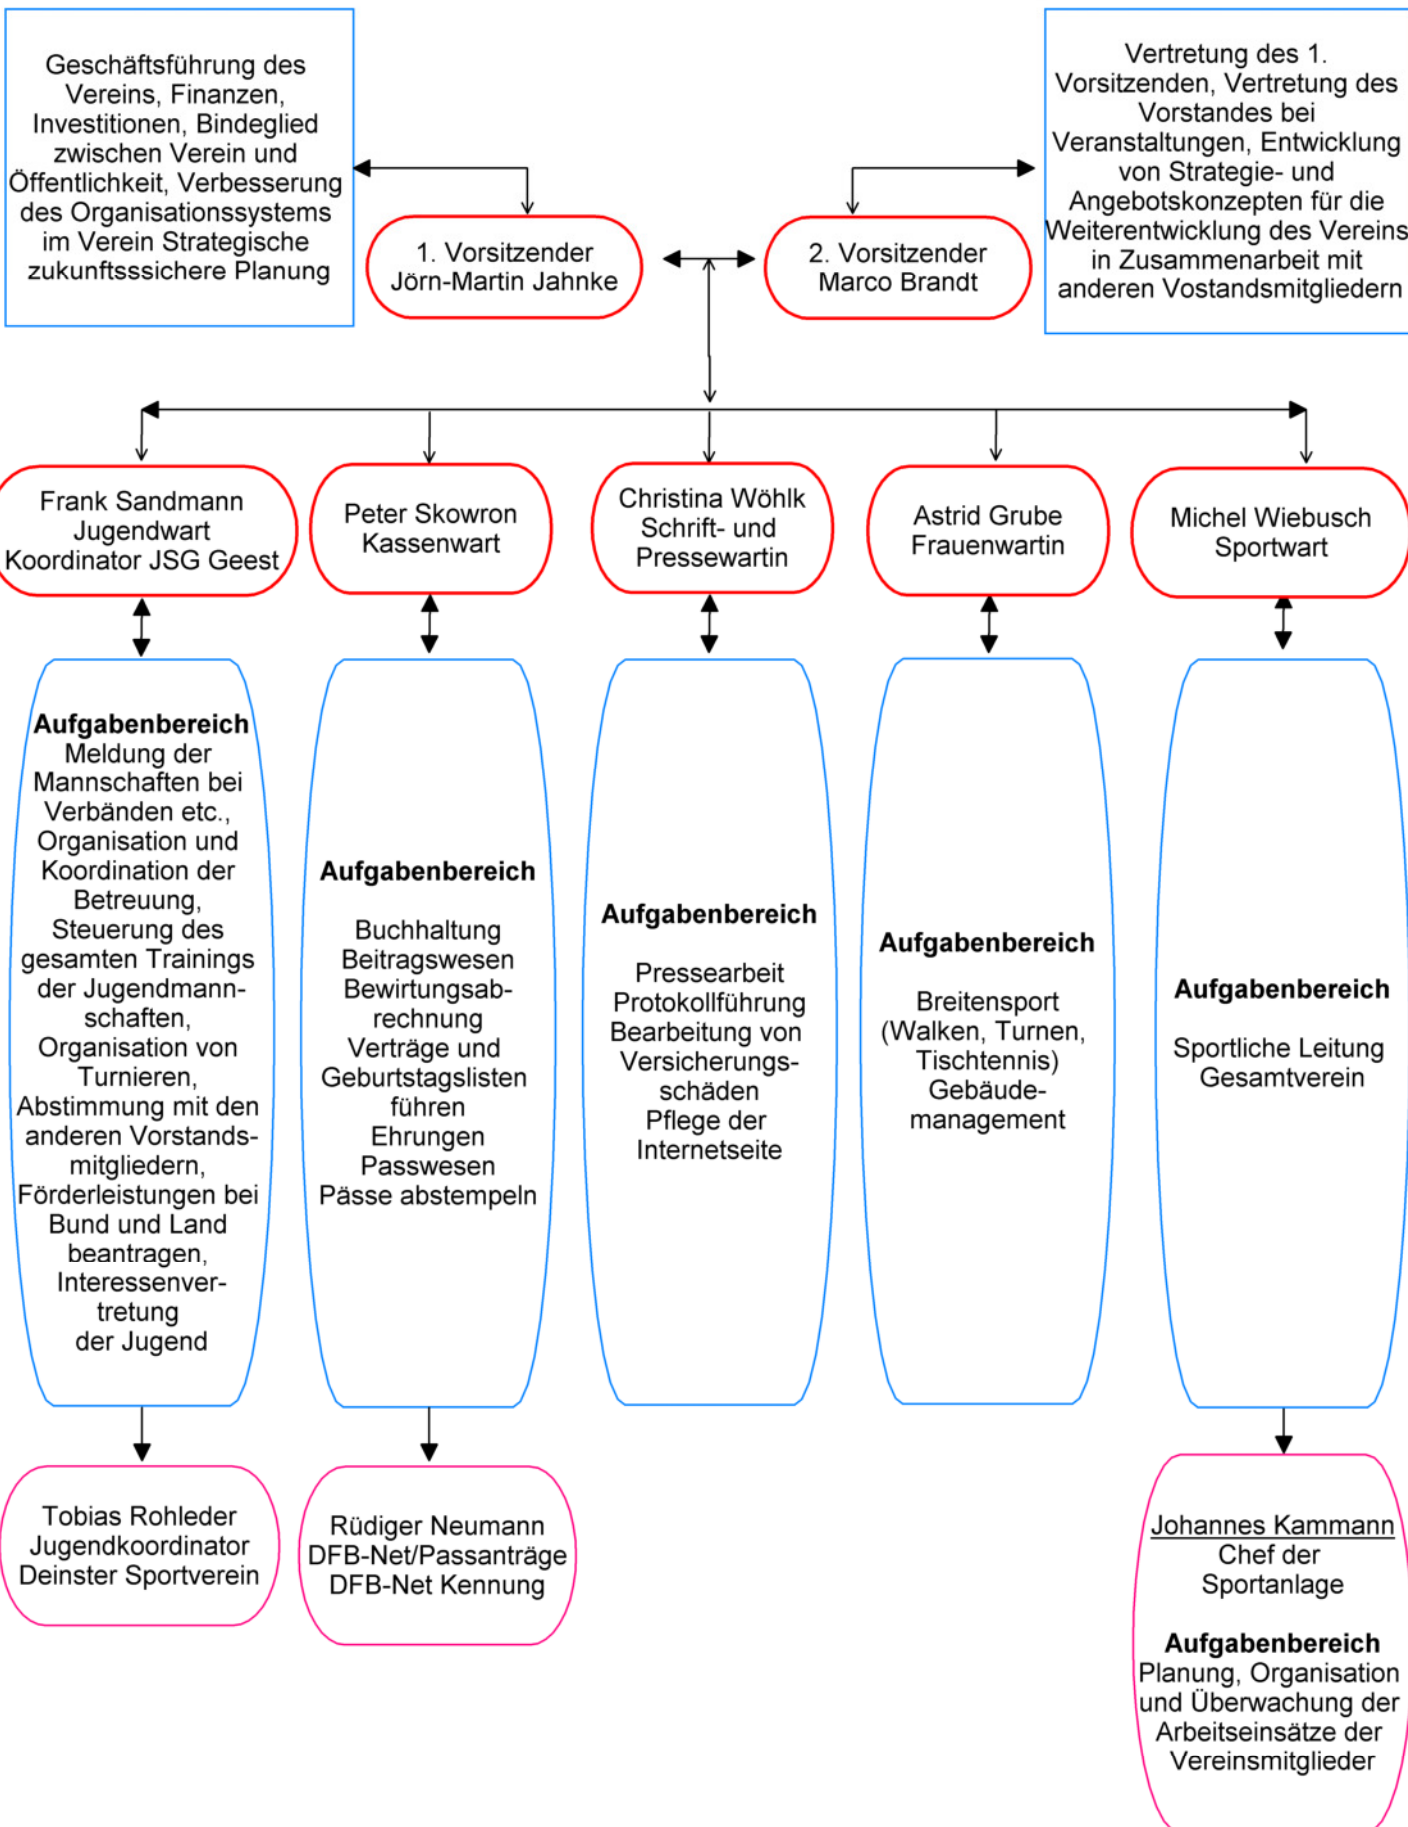 Geschäftsführung des
Vereins, Finanzen,
Investitionen, Bindeglied
zwischen Verein und
Öffentlichkeit, Verbesserung
des Organisationssystems
im Verein Strategische
zukunftsssichere Planung
1. Vorsitzender
Jörn-Martin Jahnke
2. Vorsitzender
Marco Brandt
Vertretung des 1.
Vorsitzenden, Vertretung des
Vorstandes bei
Veranstaltungen, Entwicklung
von Strategie- und
Angebotskonzepten für die
Weiterentwicklung des Vereins
in Zusammenarbeit mit
anderen Vostandsmitgliedern
Frank Sandmann
Jugendwart
Koordinator JSG Geest
Peter Skowron
Kassenwart
Christina Wöhlk
Schrift- und
Pressewartin
Astrid Grube
Frauenwartin
Michel Wiebusch
Sportwart
Aufgabenbereich
Meldung der
Mannschaften bei
Verbänden etc.,
Organisation und
Koordination der
Betreuung,
Steuerung des
gesamten Trainings
der Jugendmann-
schaften,
Organisation von
Turnieren,
Abstimmung mit den
anderen Vorstands-
mitgliedern,
Förderleistungen bei
Bund und Land
beantragen,
Interessenver-
tretung
der Jugend
Aufgabenbereich
Buchhaltung
Beitragswesen
Bewirtungsab-
rechnung
Verträge und
Geburtstagslisten
führen
Ehrungen
Passwesen
Pässe abstempeln
Aufgabenbereich
Pressearbeit
Protokollführung
Bearbeitung von
Versicherungs-
schäden
Pflege der
Internetseite
Aufgabenbereich
Breitensport
(Walken, Turnen,
Tischtennis)
Gebäude-
management
Aufgabenbereich
Sportliche Leitung
Gesamtverein
Tobias Rohleder
Jugendkoordinator
Deinster Sportverein
Rüdiger Neumann
DFB-Net/Passanträge
DFB-Net Kennung
Johannes Kammann
Chef der
Sportanlage
Aufgabenbereich
Planung, Organisation
und Überwachung der
Arbeitseinsätze der
Vereinsmitglieder